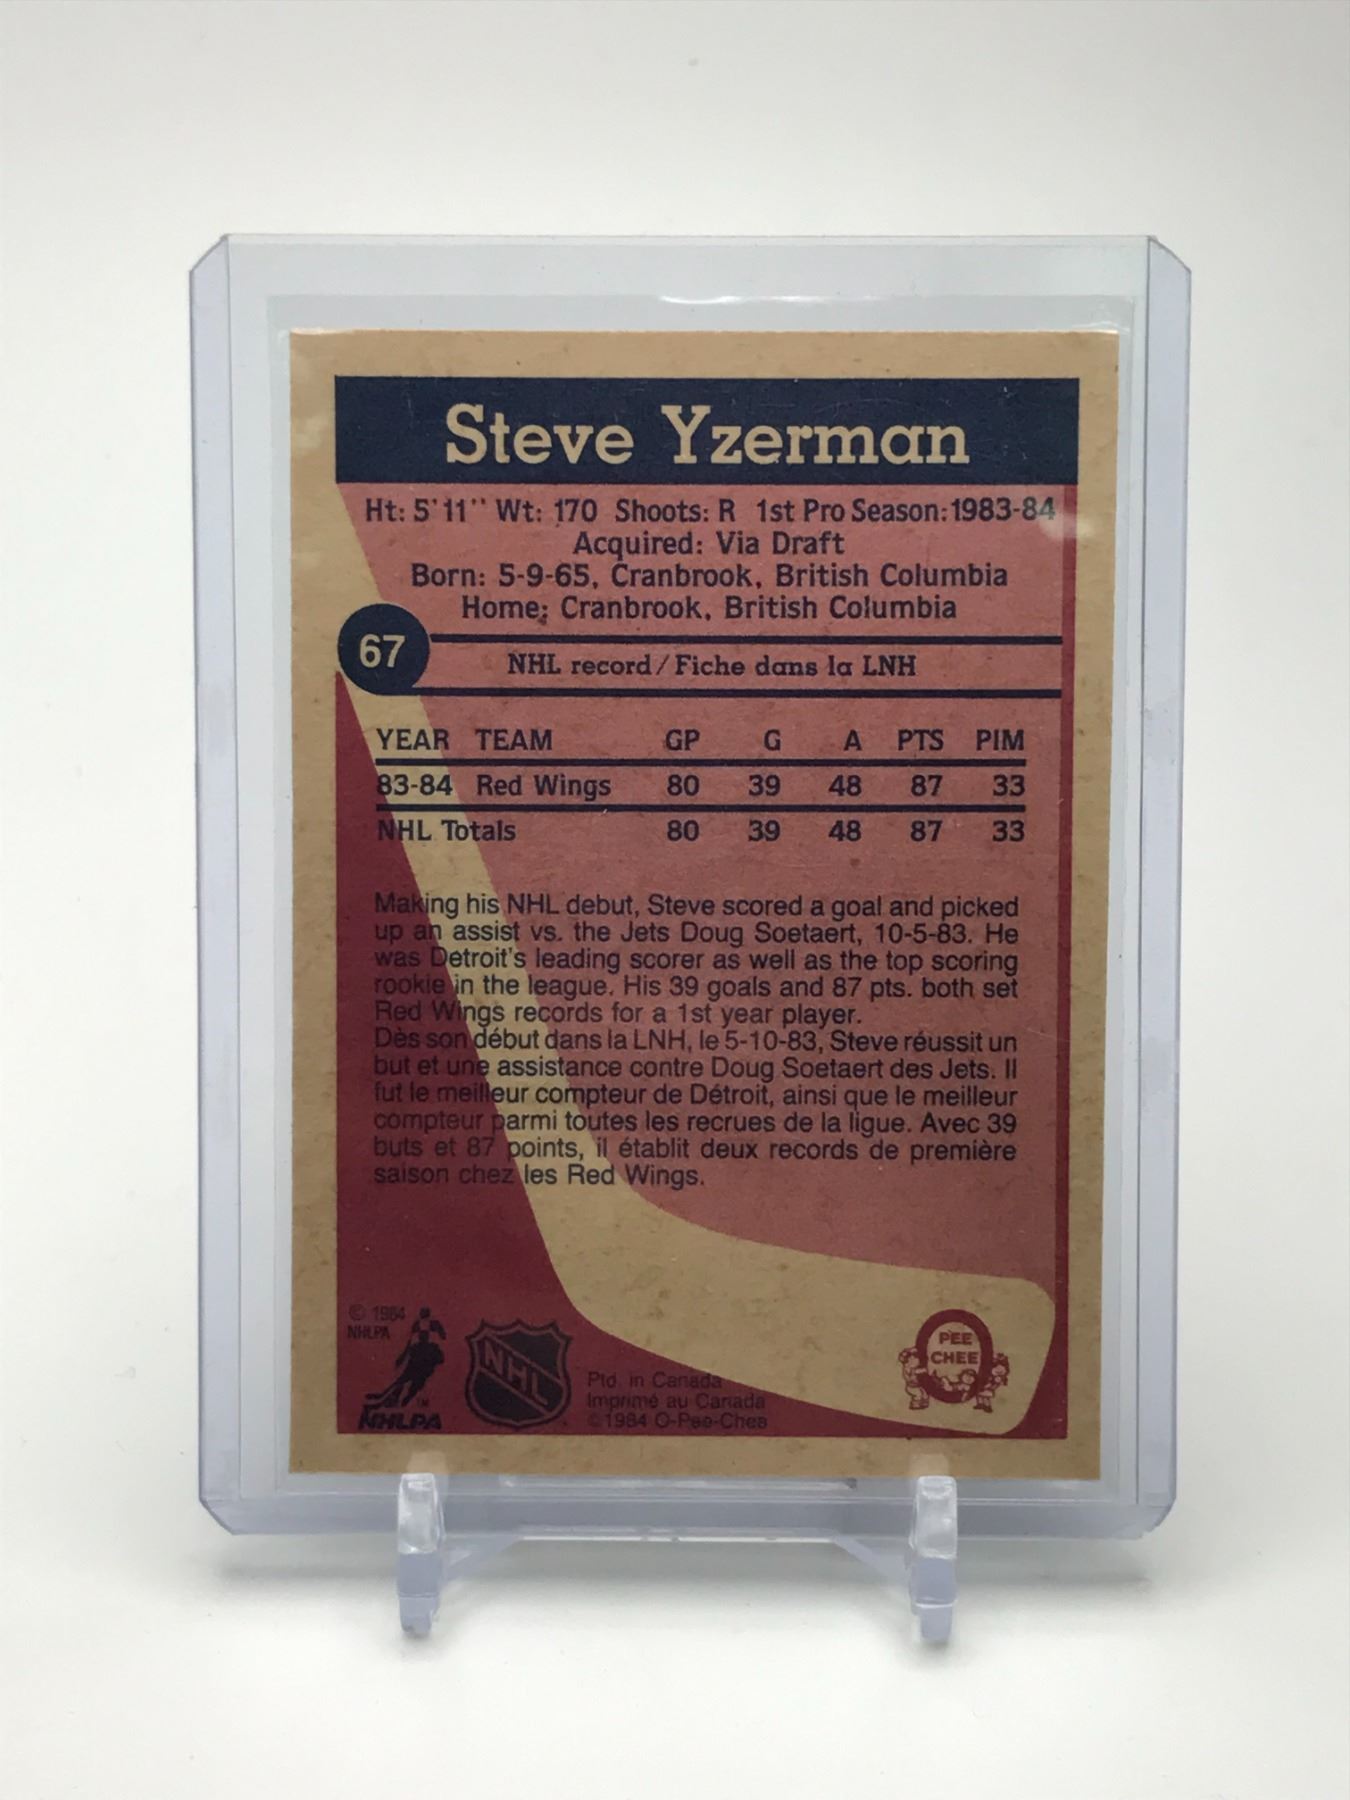 Steve Yzerman
Ht: 5'11" Wt: 170 Shoots: R 1st Pro Season: 1983-84
Acquired: Via Draft
Born: 5-9-65, Cranbrook, British Columbia
Home: Cranbrook, British Columbia
67
NHL record/Fiche dans la LNH
YEAR TEAM GP G A PTS PIM
83-84 Red Wings 80 39 48 87 33
NHL Totals 80 39 48 87 33
Making his NHL debut, Steve scored a goal and picked
up an assist vs. the Jets Doug Soetaert, 10-5-83. He
was Detroit's leading scorer as well as the top scoring
rookie in the league. His 39 goals and 87 pts. both set
Red Wings records for a 1st year player.
Dès son début dans la LNH, le 5-10-83, Steve réussit un
but et une assistance contre Doug Soetaert des Jets. Il
fut le meilleur compteur de Détroit, ainsi que le meilleur
compteur parmi toutes les recrues de la ligue. Avec 39
buts et 87 points, il établit deux records de première
saison chez les Red Wings.
© 1984
NHLPA
TM
NHLPA
NHL
Ptd. in Canada
Imprimé au Canada
©1984 O-Pee-Chee
O
PEE
CHEE